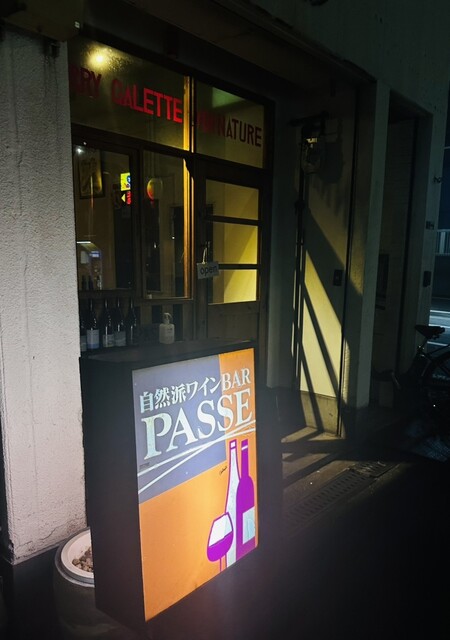 GALETTE NATURE
open
自然派ワインBAR
PASSE